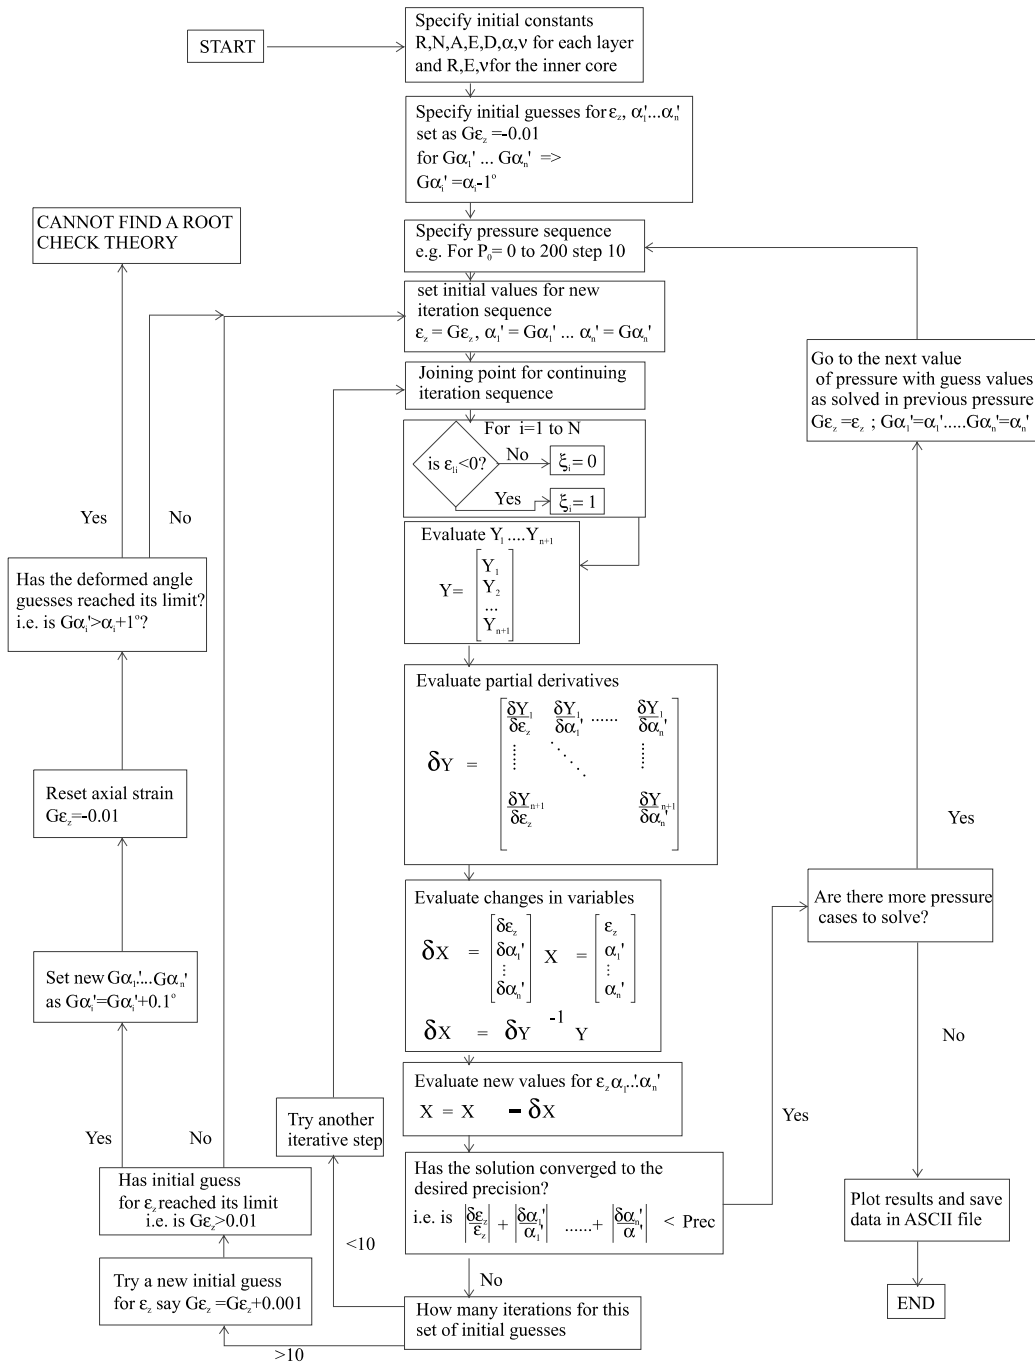 START
Specify initial constants
R,N,A,E,D,α,ν for each layer
and R,E,νfor the inner core
Specify initial guesses for εz, α1'...αn'
set as Gεz =-0.01
for Gα1' ... Gαn' =>
Gαi' =αi-1°
CANNOT FIND A ROOT
CHECK THEORY
Specify pressure sequence
e.g. For P0= 0 to 200 step 10
set initial values for new
iteration sequence
εz = Gεz, α1' = Gα1' ... αn' = Gαn'
Joining point for continuing
iteration sequence
For i=1 to N
is εli<0?
No
ξi= 0
Yes
ξi= 1
Evaluate Y1 ....Yn+1
Y=
Y1
Y2
...
Yn+1
Go to the next value
of pressure with guess values
as solved in previous pressure
Gεz =εz ; Gα1'=α1'.....Gαn'=αn'
Yes
No
Has the deformed angle
guesses reached its limit?
i.e. is Gαi'>αi+1°?
Evaluate partial derivatives
δY =
δY1/δεz δY1/δα1' ...... δY1/δαn'
δYn+1/δεz δYn+1/δαn'
Reset axial strain
Gεz=-0.01
Yes
Evaluate changes in variables
δX = [δεz δα1' ⋮ δαn'] X = [εz α1' ⋮ αn']
δX = δY -1 Y
Are there more pressure
cases to solve?
Set new Gα1'....Gαn'
as Gαi'=Gαi'+0.1°
No
Evaluate new values for εz α1'...αn'
X = X - δX
Try another
iterative step
Yes
Yes
No
Has initial guess
for εz reached its limit
i.e. is Gεz>0.01
Has the solution converged to the
desired precision?
i.e. is |δεz/εz| + |δα1'/α1'| ......+ |δαn'/α'| < Prec
Plot results and save
data in ASCII file
<10
No
Try a new initial guess
for εz say Gεz =Gεz+0.001
How many iterations for this
set of initial guesses
>10
END